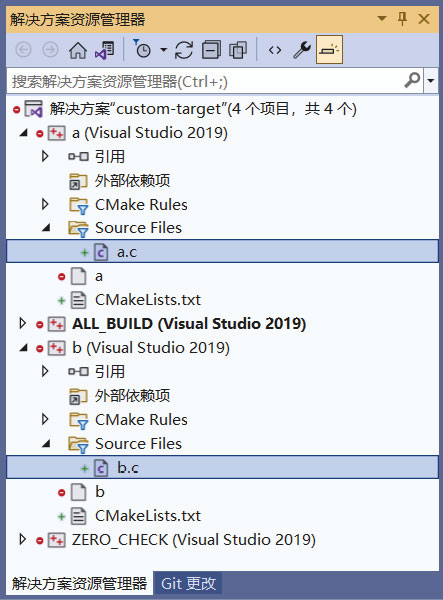 解决方案资源管理器
搜索解决方案资源管理器(Ctrl+;)
解决方案“custom-target”(4 个项目，共 4 个)
a (Visual Studio 2019)
引用
外部依赖项
CMake Rules
Source Files
a.c
a
CMakeLists.txt
ALL_BUILD (Visual Studio 2019)
b (Visual Studio 2019)
引用
外部依赖项
CMake Rules
Source Files
b.c
b
CMakeLists.txt
ZERO_CHECK (Visual Studio 2019)
解决方案资源管理器 Git 更改